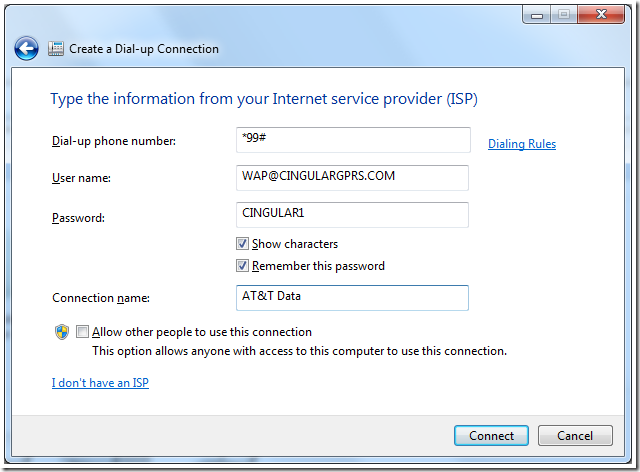 Create a Dial-up Connection
Type the information from your Internet service provider (ISP)
Dial-up phone number: *99# Dialing Rules
User name: WAP@CINGULARGPRS.COM
Password: CINGULAR1
Show characters
Remember this password
Connection name: AT&T Data
Allow other people to use this connection
This option allows anyone with access to this computer to use this connection.
I don't have an ISP
Connect Cancel